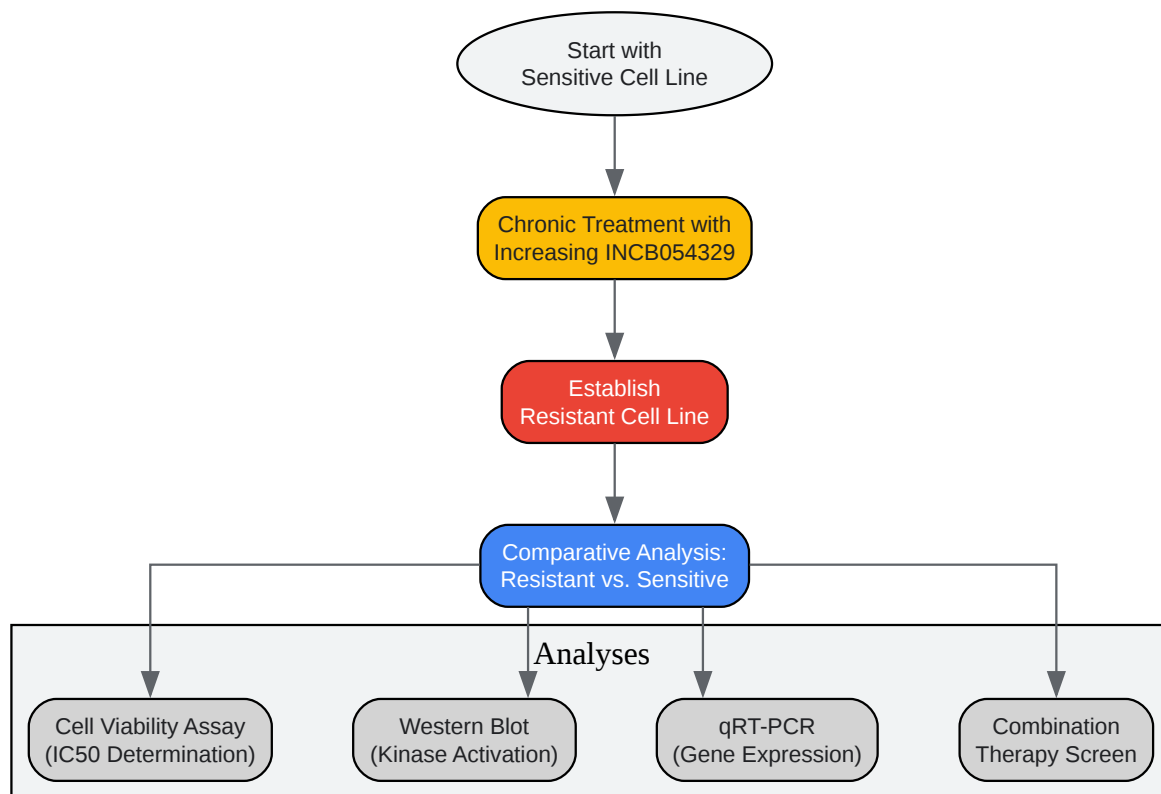 Start with
Sensitive Cell Line
Chronic Treatment with
Increasing INCB054329
Establish
Resistant Cell Line
Comparative Analysis:
Resistant vs. Sensitive
Analyses
Cell Viability Assay
(IC50 Determination)
Western Blot
(Kinase Activation)
qRT-PCR
(Gene Expression)
Combination
Therapy Screen